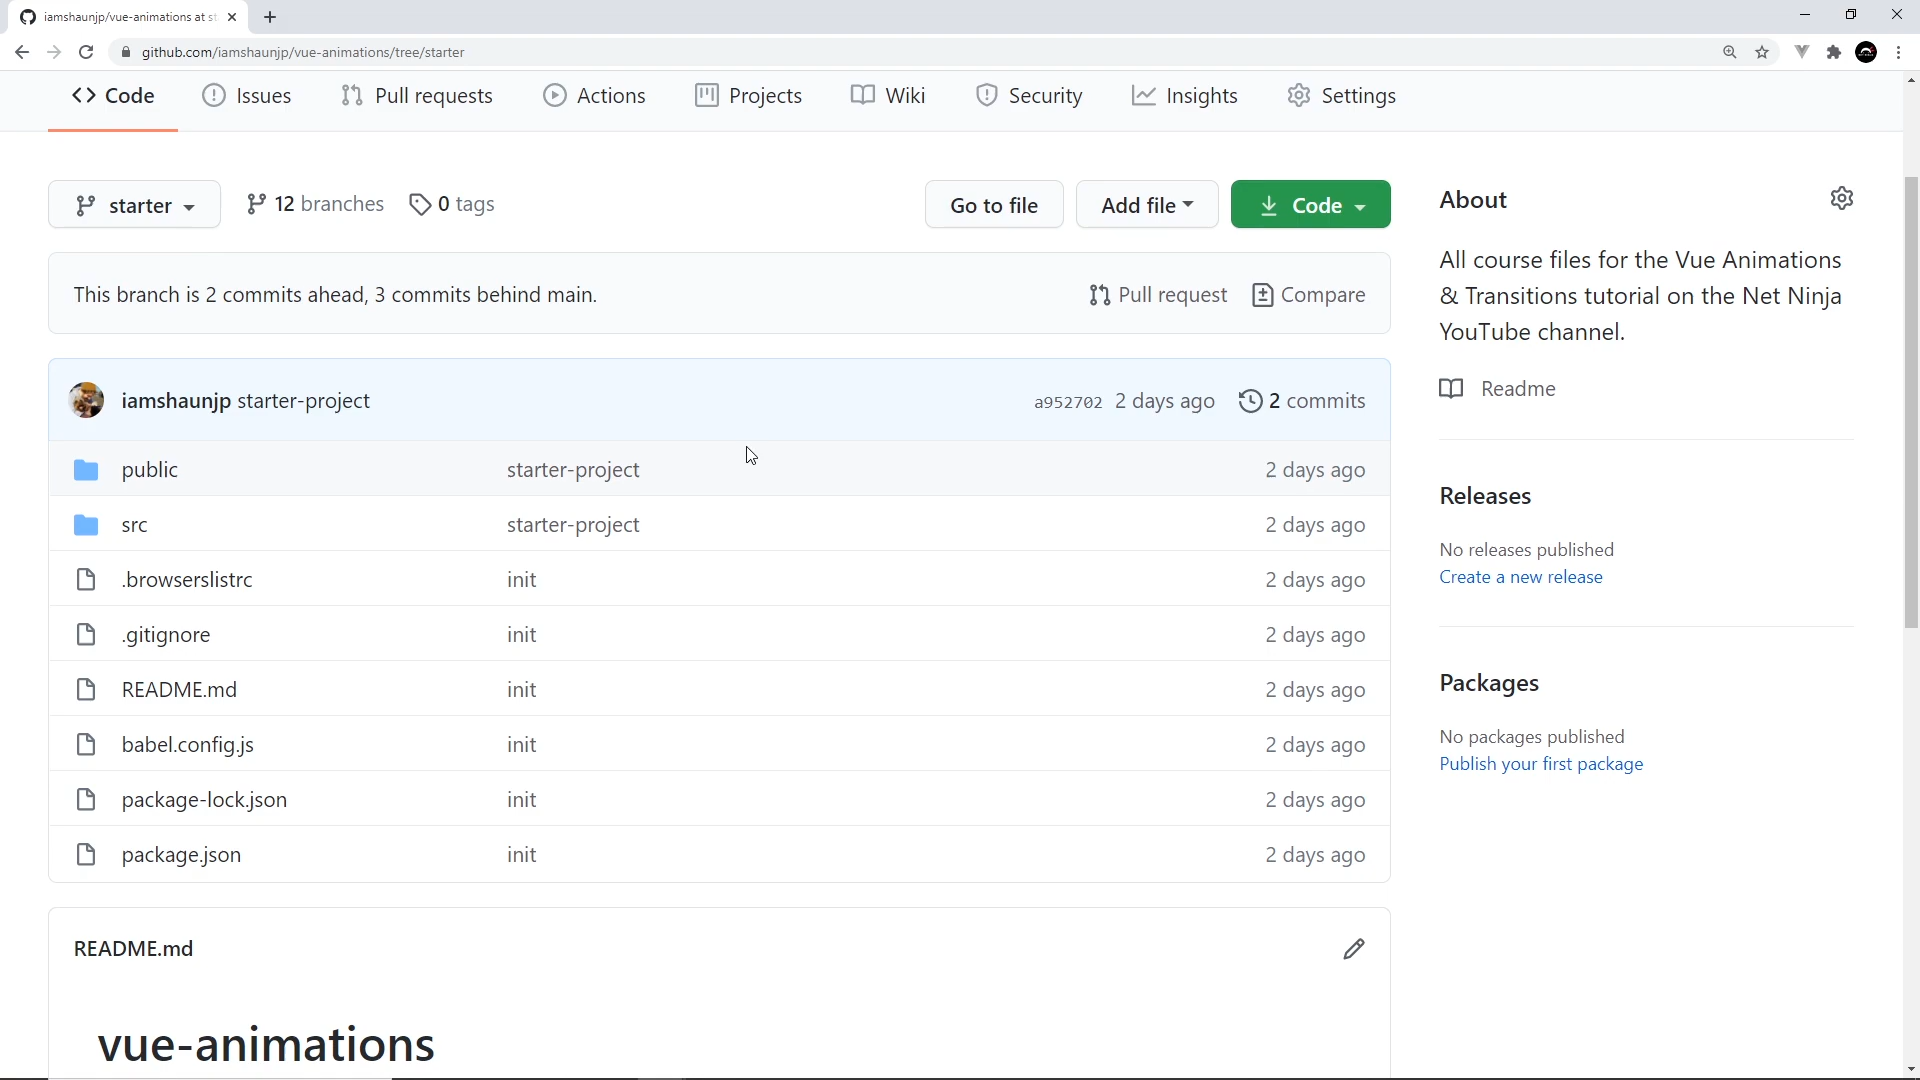 iamshaunjp/vue-animations at st
github.com/iamshaunjp/vue-animations/tree/starter
Code Issues Pull requests Actions Projects Wiki Security Insights Settings
starter 12 branches 0 tags Go to file Add file Code
This branch is 2 commits ahead, 3 commits behind main. Pull request Compare
iamshaunjp starter-project a952702 2 days ago 2 commits
public starter-project 2 days ago
src starter-project 2 days ago
.browserslistrc init 2 days ago
.gitignore init 2 days ago
README.md init 2 days ago
babel.config.js init 2 days ago
package-lock.json init 2 days ago
package.json init 2 days ago
README.md
vue-animations
About
All course files for the Vue Animations
& Transitions tutorial on the Net Ninja
YouTube channel.
Readme
Releases
No releases published
Create a new release
Packages
No packages published
Publish your first package